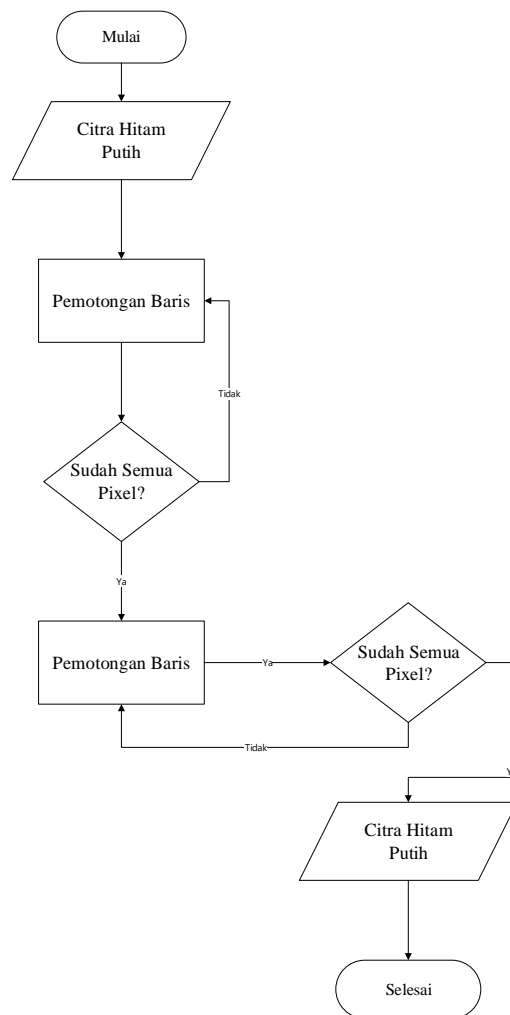 Mulai
Citra Hitam
Putih
Pemotongan Baris
Tidak
Sudah Semua
Pixel?
Ya
Pemotongan Baris
Ya
Sudah Semua
Pixel?
Tidak
Citra Hitam
Putih
Selesai